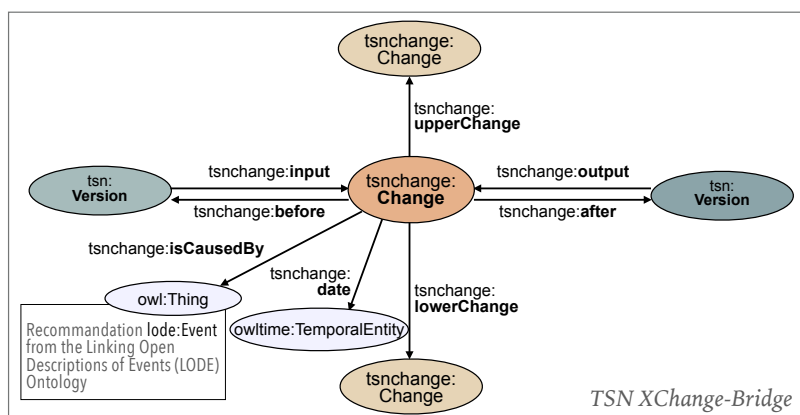 tsnchange:
Change
tsnchange:
upperChange
tsn:
Version
tsnchange:input
tsnchange:before
tsnchange:
Change
tsnchange:output
tsnchange:after
tsn:
Version
tsnchange:isCausedBy
tsnchange:
date
tsnchange:
lowerChange
owl:Thing
owltime:TemporalEntity
Recommandation lode:Event
from the Linking Open
Descriptions of Events (LODE)
Ontology
tsnchange:
Change
TSN XChange-Bridge